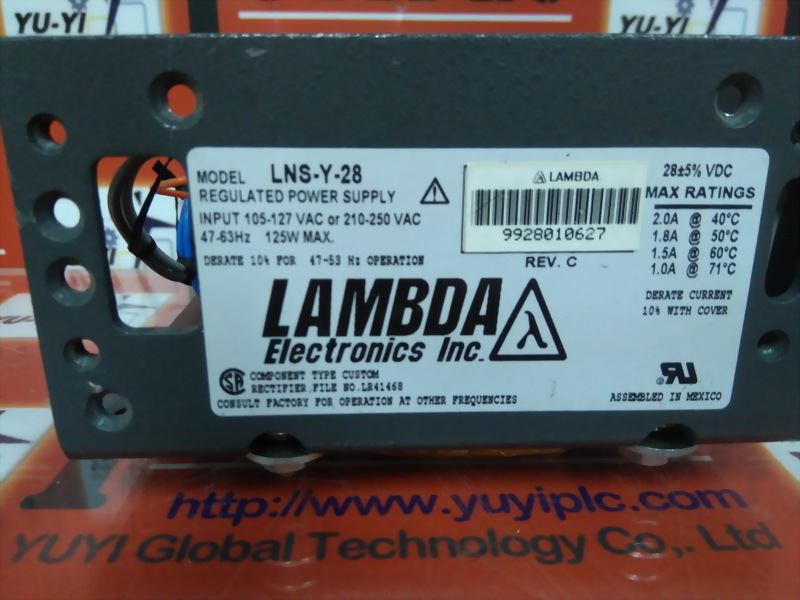 YU-YI
YU-YI
MODEL LNS-Y-28
REGULATED POWER SUPPLY
INPUT 105-127 VAC or 210-250 VAC
47-63Hz 125W MAX.
DERATE 10% FOR 47-53 Hz OPERATION
LAMBDA
9928010627
REV. C
28±5% VDC
MAX RATINGS
2.0A @ 40°C
1.8A @ 50°C
1.5A @ 60°C
1.0A @ 71°C
DERATE CURRENT
10% WITH COVER
LAMBDA
Electronics Inc.
λ
COMPONENT TYPE CUSTOM
RECTIFIER, FILE NO. LR41468
CONSULT FACTORY FOR OPERATION AT OTHER FREQUENCIES
ASSEMBLED IN MEXICO
http://www.yuyiplc.com
YUYI Global Technology Co,. Ltd